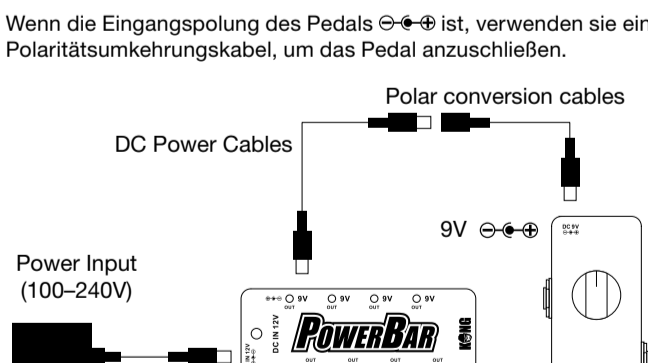 Wenn die Eingangspolung des Pedals ⊖-●-⊕ ist, verwenden sie ein
Polaritätsumkehrungskabel, um das Pedal anzuschließen.
Polar conversion cables
DC Power Cables
9V ⊖-●-⊕
DC 9V
Power Input
(100–240V)
9V 9V 9V 9V
OUT OUT OUT OUT
DC IN 12V
IN 12V
POWERBAR
KONG
OUT OUT OUT OUT